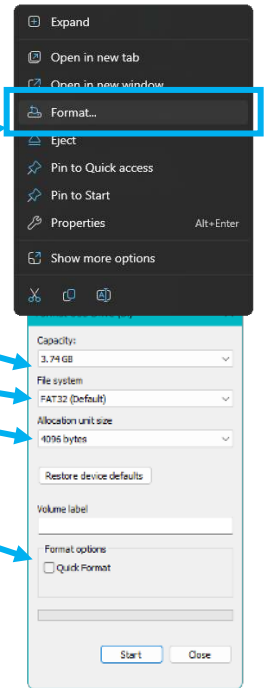 Expand
Open in new tab
Open in new window
Format...
Eject
Pin to Quick access
Pin to Start
Properties Alt+Enter
Show more options
Capacity:
3.74 GB
File system
FAT32 (Default)
Allocation unit size
4096 bytes
Restore device defaults
Volume label
Format options
Quick Format
Start Close